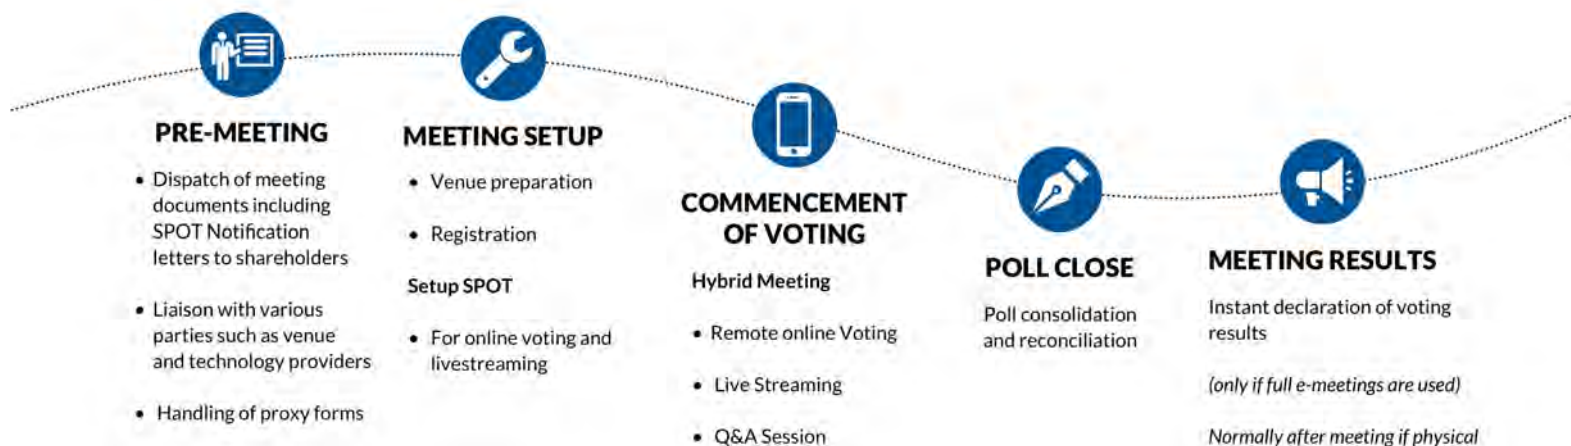 PRE-MEETING
• Dispatch of meeting
documents including
SPOT Notification
letters to shareholders
• Liaison with various
parties such as venue
and technology providers
• Handling of proxy forms
MEETING SETUP
• Venue preparation
• Registration
Setup SPOT
• For online voting and
livestreaming
COMMENCEMENT
OF VOTING
Hybrid Meeting
• Remote online Voting
• Live Streaming
• Q&A Session
POLL CLOSE
Poll consolidation
and reconciliation
MEETING RESULTS
Instant declaration of voting
results
(only if full e-meetings are used)
Normally after meeting if physical